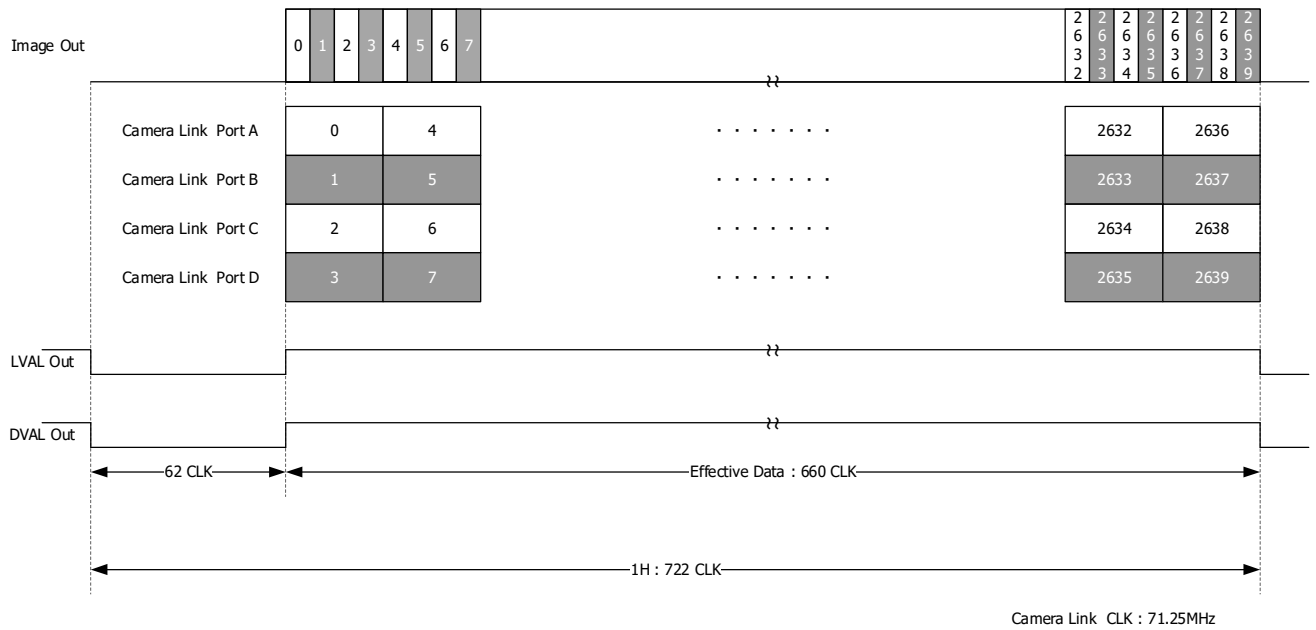 Image Out
0 1 2 3 4 5 6 7
2632 2633 2634 2635 2636 2637 2638 2639
Camera Link Port A 0 4 · · · · · · · 2632 2636
Camera Link Port B 1 5 · · · · · · · 2633 2637
Camera Link Port C 2 6 · · · · · · · 2634 2638
Camera Link Port D 3 7 · · · · · · · 2635 2639
LVAL Out
DVAL Out
62 CLK
Effective Data : 660 CLK
1H : 722 CLK
Camera Link CLK : 71.25MHz